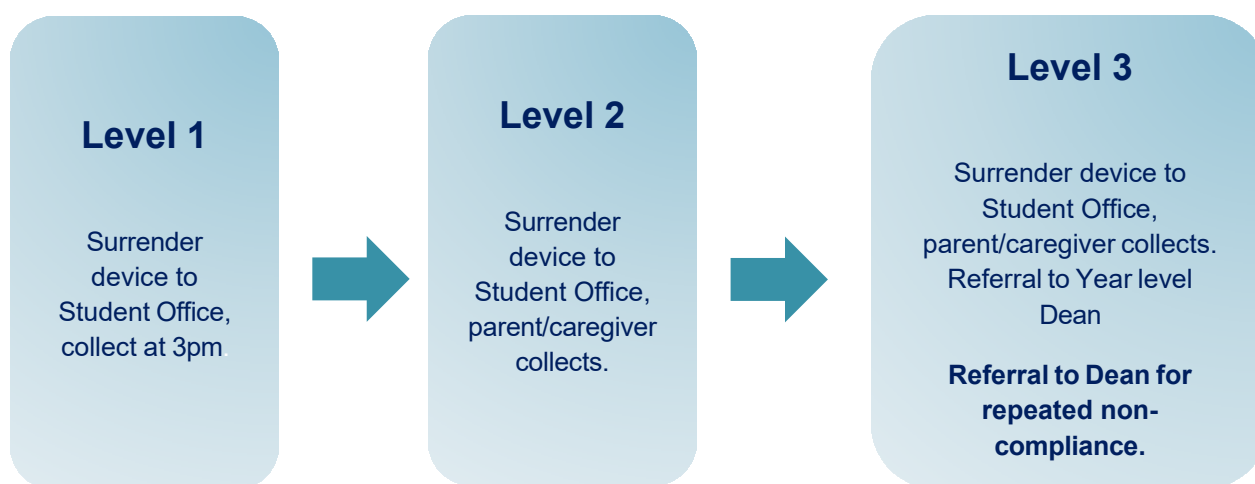 Level 1
Surrender
device to
Student Office,
collect at 3pm.
Level 2
Surrender
device to
Student Office,
parent/caregiver
collects.
Level 3
Surrender device to
Student Office,
parent/caregiver collects.
Referral to Year level
Dean
Referral to Dean for
repeated non-
compliance.